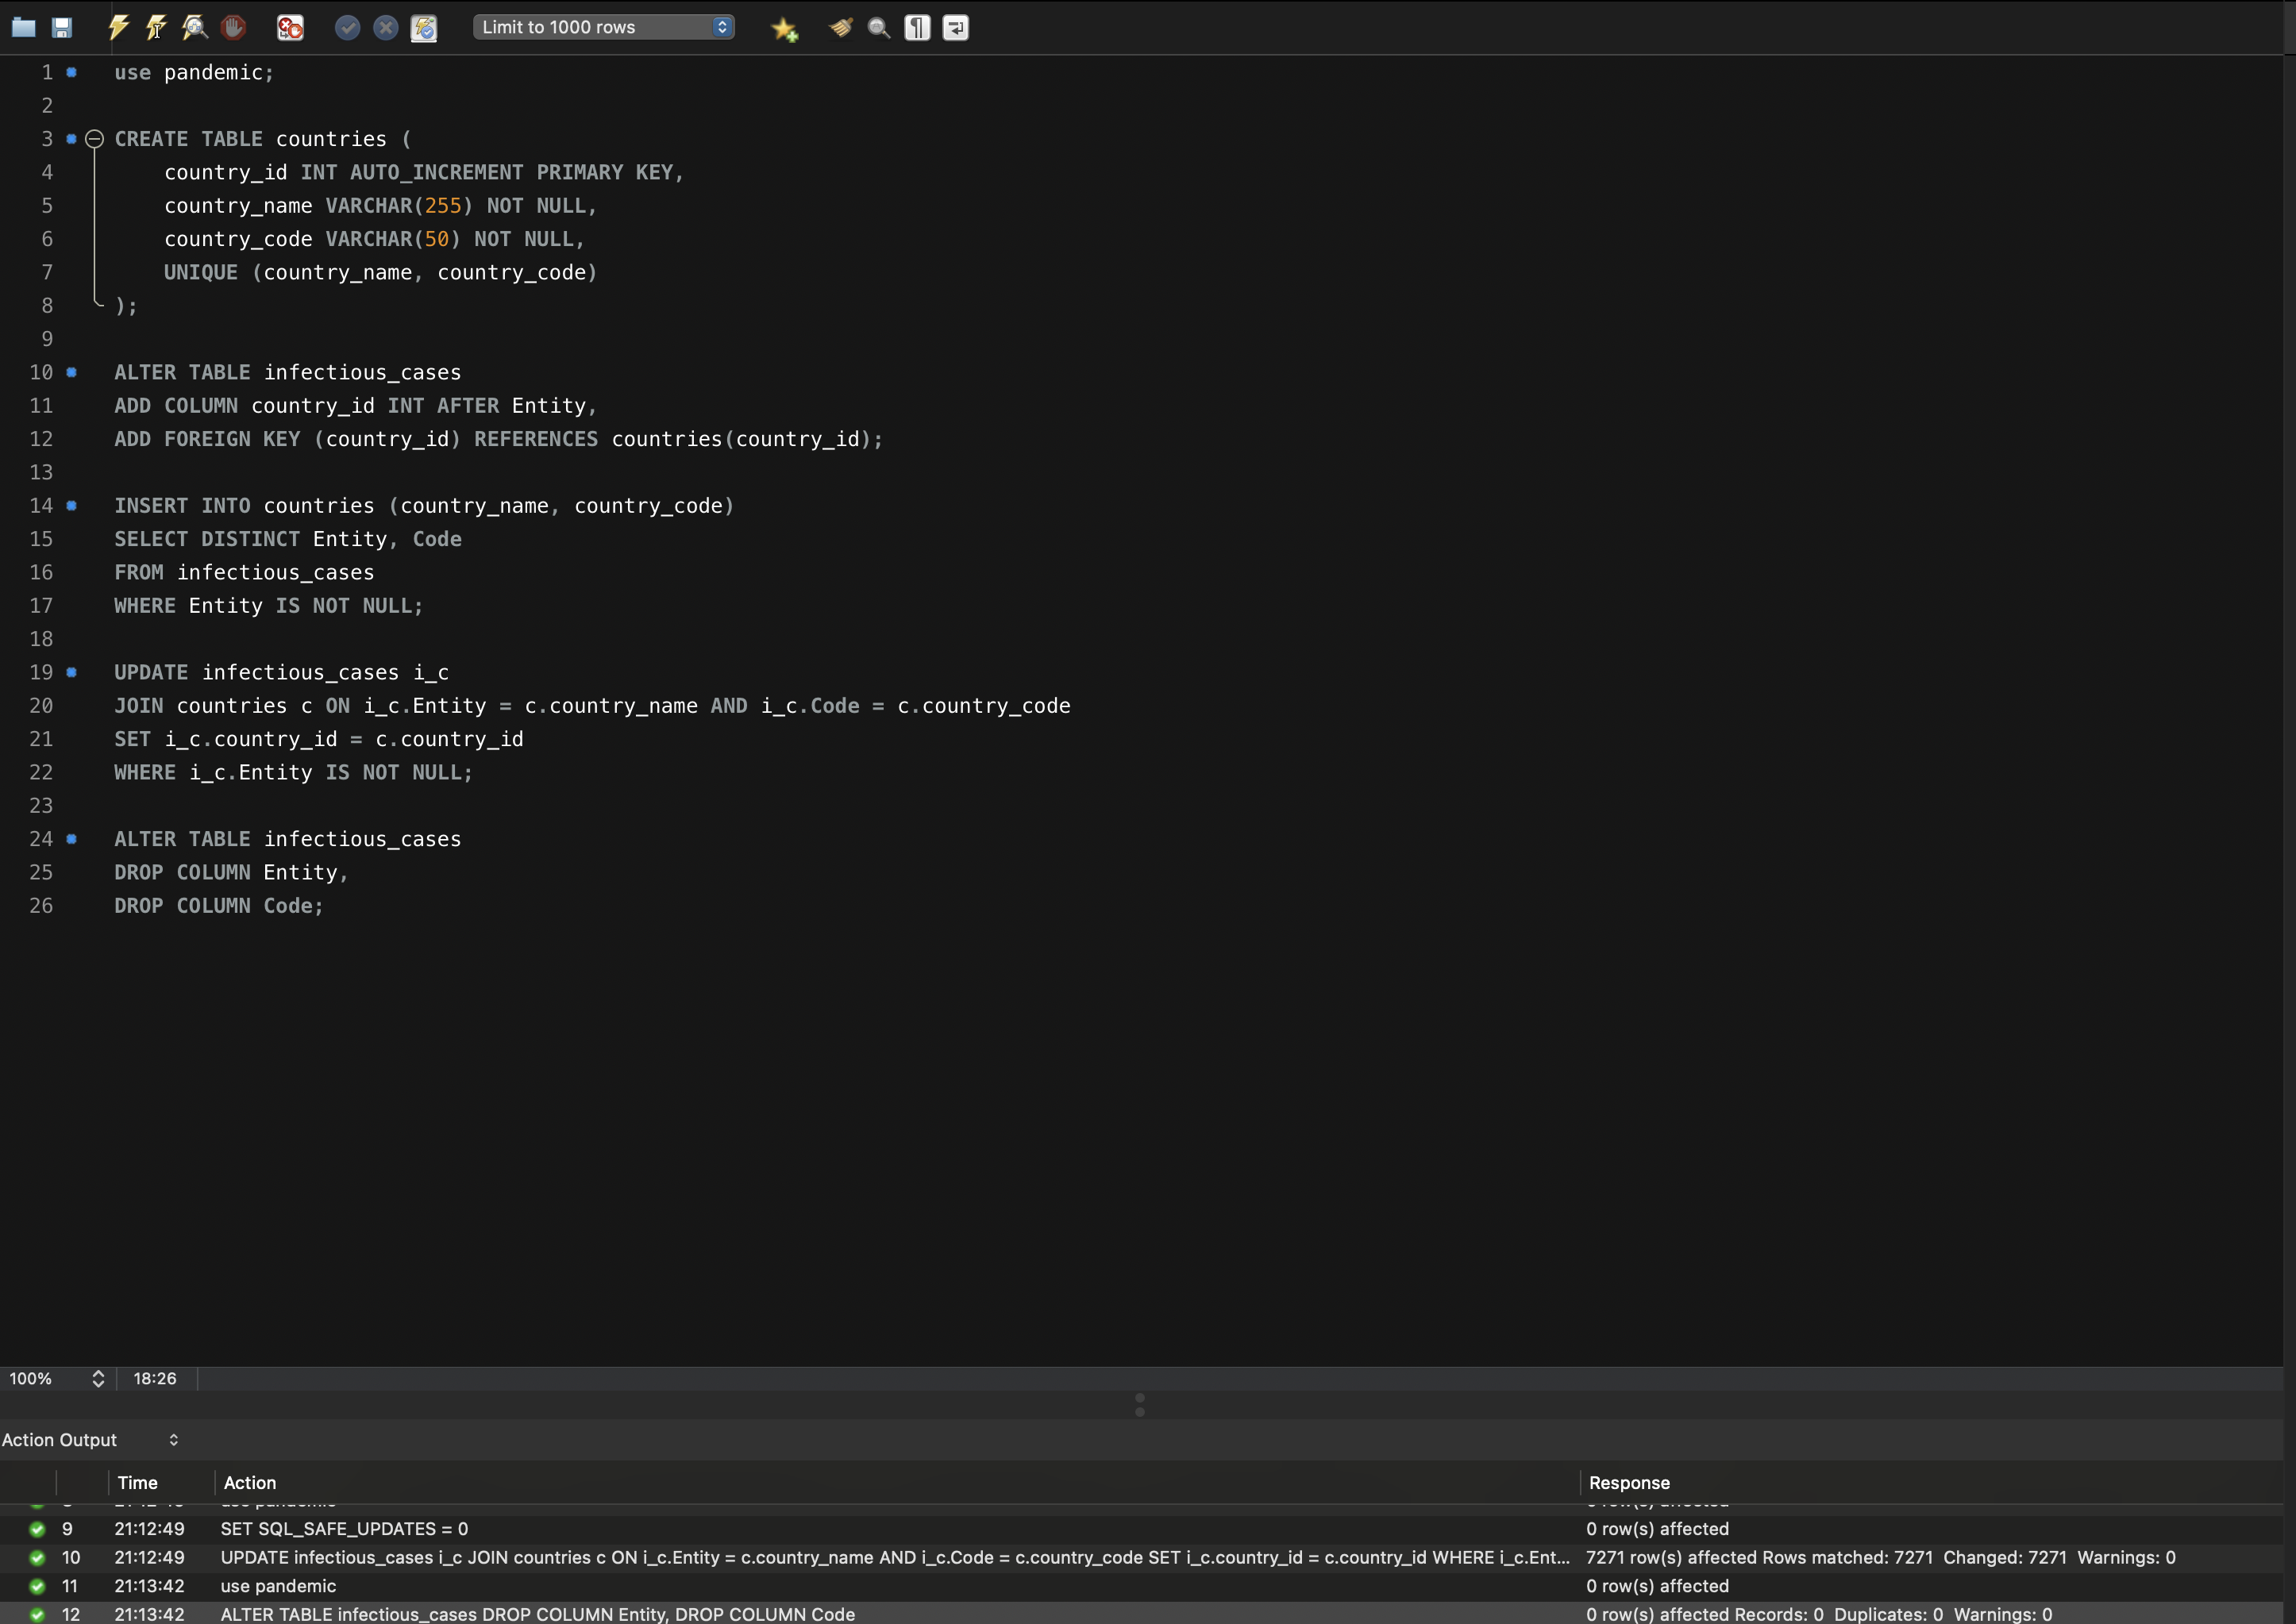 Limit to 1000 rows
1 use pandemic;
2
3 CREATE TABLE countries (
4 country_id INT AUTO_INCREMENT PRIMARY KEY,
5 country_name VARCHAR(255) NOT NULL,
6 country_code VARCHAR(50) NOT NULL,
7 UNIQUE (country_name, country_code)
8 );
9
10 ALTER TABLE infectious_cases
11 ADD COLUMN country_id INT AFTER Entity,
12 ADD FOREIGN KEY (country_id) REFERENCES countries(country_id);
13
14 INSERT INTO countries (country_name, country_code)
15 SELECT DISTINCT Entity, Code
16 FROM infectious_cases
17 WHERE Entity IS NOT NULL;
18
19 UPDATE infectious_cases i_c
20 JOIN countries c ON i_c.Entity = c.country_name AND i_c.Code = c.country_code
21 SET i_c.country_id = c.country_id
22 WHERE i_c.Entity IS NOT NULL;
23
24 ALTER TABLE infectious_cases
25 DROP COLUMN Entity,
26 DROP COLUMN Code;
100% 18:26
Action Output
Time Action Response
9 21:12:49 SET SQL_SAFE_UPDATES = 0 0 row(s) affected
10 21:12:49 UPDATE infectious_cases i_c JOIN countries c ON i_c.Entity = c.country_name AND i_c.Code = c.country_code SET i_c.country_id = c.country_id WHERE i_c.Ent... 7271 row(s) affected Rows matched: 7271 Changed: 7271 Warnings: 0
11 21:13:42 use pandemic 0 row(s) affected
12 21:13:42 ALTER TABLE infectious_cases DROP COLUMN Entity, DROP COLUMN Code 0 row(s) affected Records: 0 Duplicates: 0 Warnings: 0